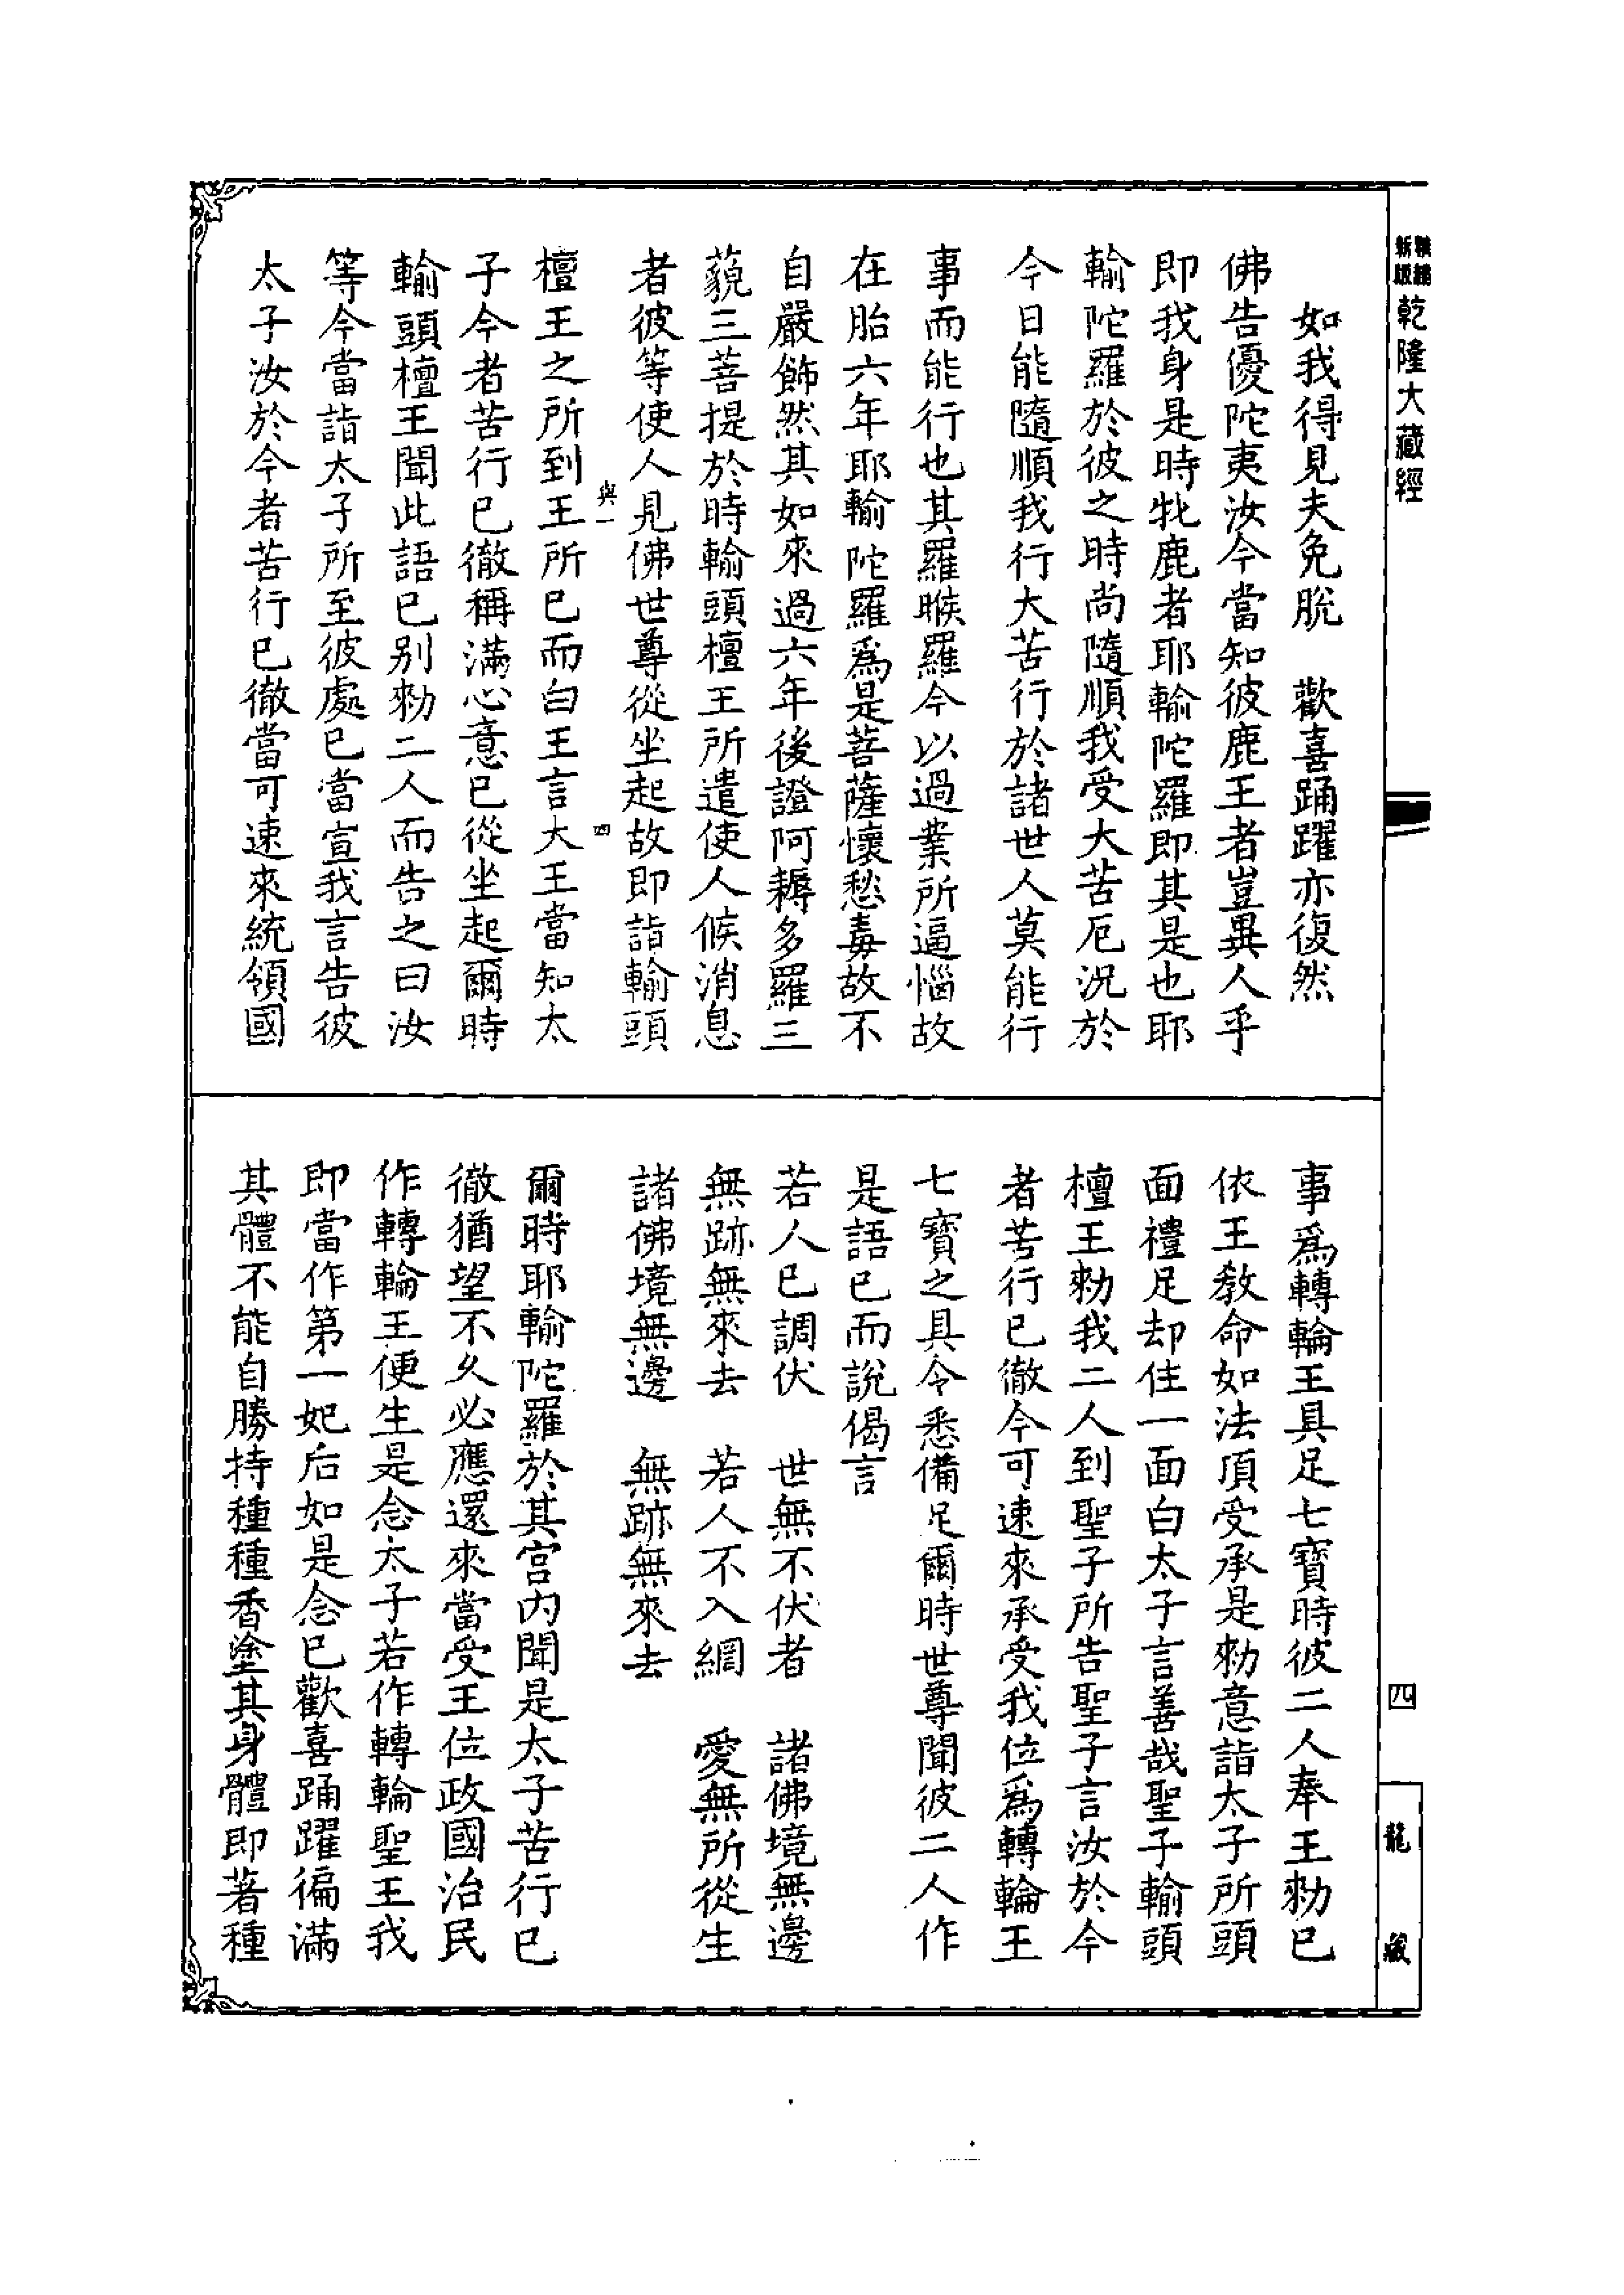 新編縮版
乾隆大藏經
如我得見夫免脫　歡喜踊躍亦復然
佛告優陀夷汝今當知彼鹿王者豈異人乎
即我身是時牝鹿者耶輸陀羅即其是也耶
輸陀羅於彼之時尚隨順我受大苦厄況於
今日能隨順我行大苦行於諸世人莫能行
事而能行也其羅睺羅今以過業所逼惱故
在胎六年耶輸陀羅爲是菩薩懷愁毒故不
自嚴飾然其如來過六年後證阿耨多羅三
藐三菩提於時輸頭檀王所遣使人候消息
者彼等使人見佛世尊從坐起故即詣輸頭
與一
四
檀王之所到王所已而白王言大王當知太
子今者苦行已徹稱滿心意已從坐起爾時
輸頭檀王聞此語已別勑二人而告之曰汝
等今當詣太子所至彼處已當宣我言告彼
太子汝於今者苦行已徹當可速來統領國
事爲轉輪王具足七寶時彼二人奉王勑已
依王敎命如法頂受承是勑意詣太子所頭
面禮足却住一面白太子言善哉聖子輸頭
檀王勑我二人到聖子所告聖子言汝於今
者苦行已徹今可速來承受我位爲轉輪王
七寶之具今悉備足爾時世尊聞彼二人作
是語已而說偈言
若人已調伏　世無不伏者　諸佛境無邊
無跡無來去　若人不入網　愛無所從生
諸佛境無邊　無跡無來去
爾時耶輸陀羅於其宮內聞是太子苦行已
徹猶望不久必應還來當受王位政國治民
作轉輪王便生是念太子若作轉輪聖王我
即當作第一妃后如是念已歡喜踊躍徧滿
其體不能自勝持種種香塗其身體即著種
四
龍藏